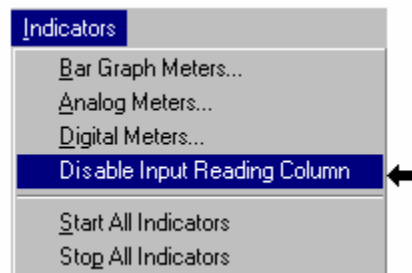 Indicators
Bar Graph Meters...
Analog Meters...
Digital Meters...
Disable Input Reading Column
Start All Indicators
Stop All Indicators